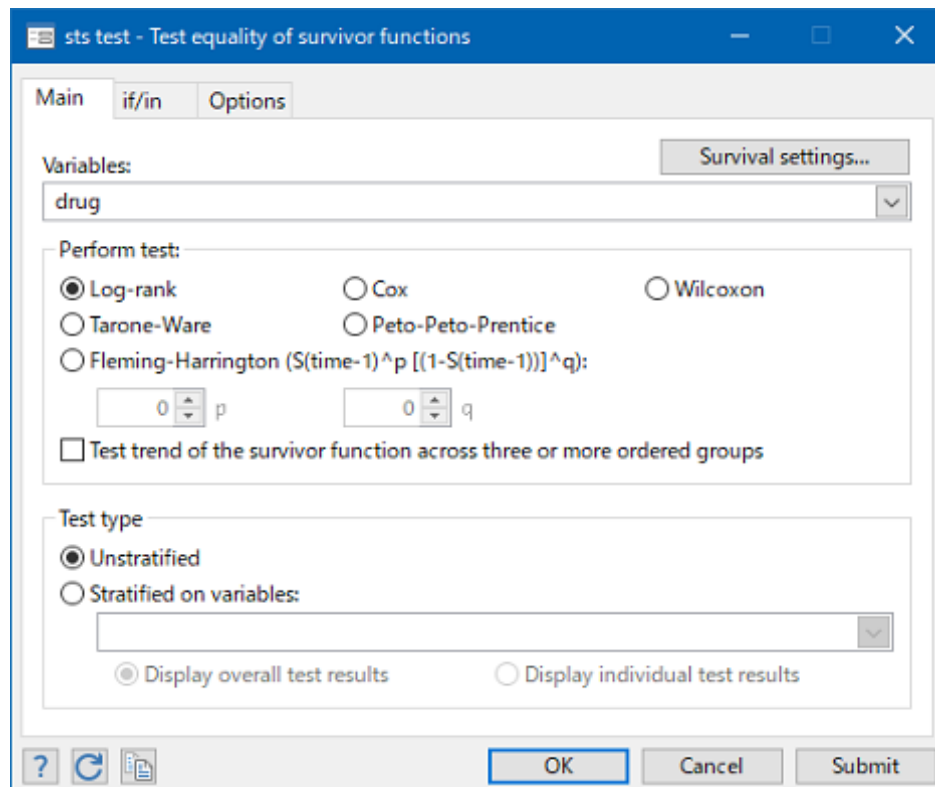 sts test - Test equality of survivor functions
Main if/in Options
Survival settings...
Variables:
drug
Perform test:
Log-rank Cox Wilcoxon
Tarone-Ware Peto-Peto-Prentice
Fleming-Harrington (S(time-1)^p [(1-S(time-1))]^q):
0 p 0 q
Test trend of the survivor function across three or more ordered groups
Test type
Unstratified
Stratified on variables:
Display overall test results Display individual test results
? OK Cancel Submit